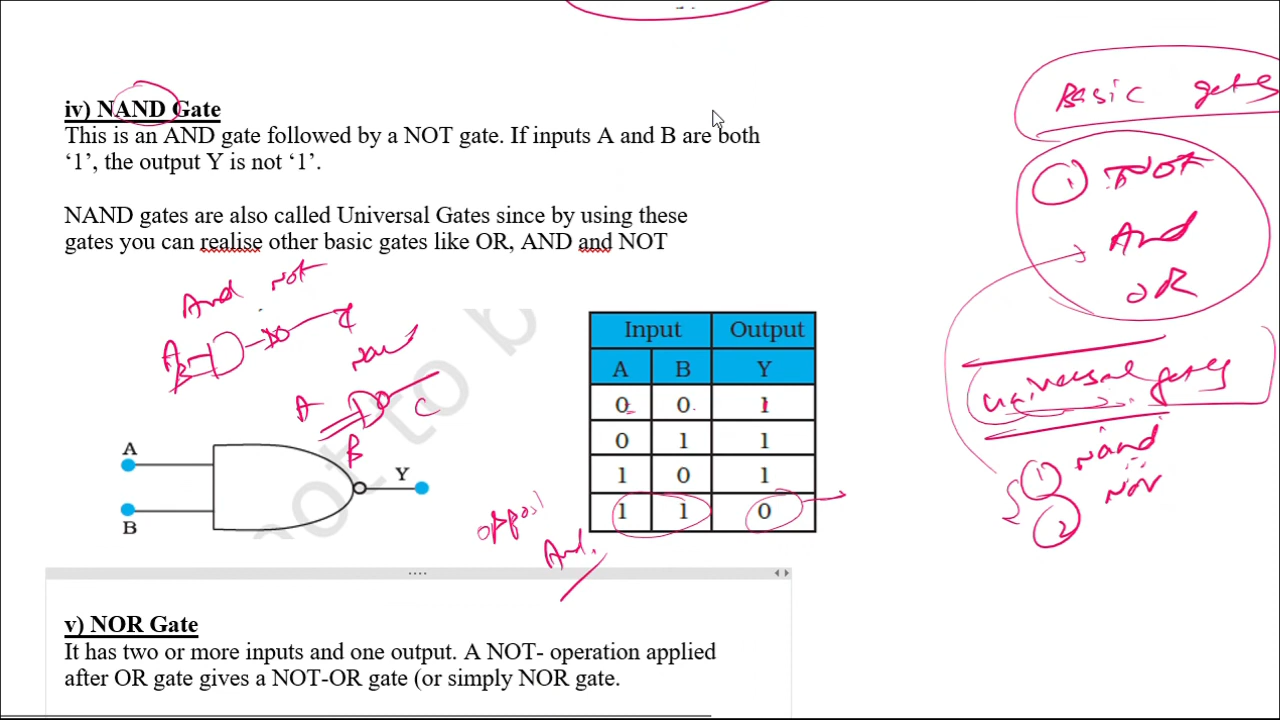 Basic gates
iv) NAND Gate
This is an AND gate followed by a NOT gate. If inputs A and B are both
‘1’, the output Y is not ‘1’.
① NOT
And
OR
NAND gates are also called Universal Gates since by using these
gates you can realise other basic gates like OR, AND and NOT
And not
A
B
A
B
C
universal gates
① Nand
② Nor
Input Output
A B Y
0 0 1
0 1 1
1 0 1
1 1 0
A
B
Y
And.
not to b
v) NOR Gate
It has two or more inputs and one output. A NOT- operation applied
after OR gate gives a NOT-OR gate (or simply NOR gate.